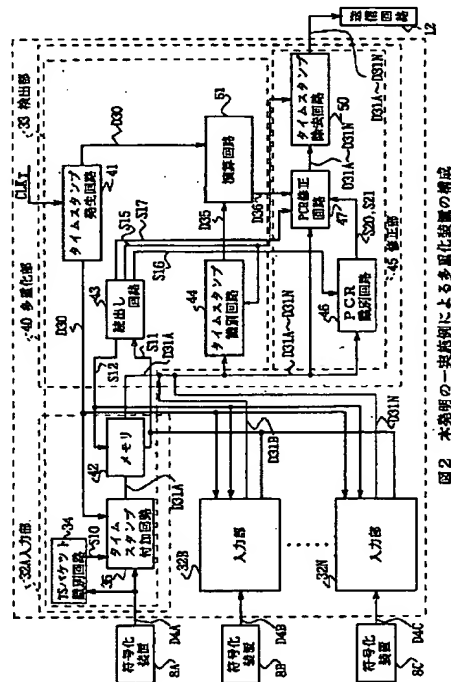 CLK_T
40 多重化部
33 検出部
タイムスタンプ
発生回路
41
D30
D30
演算回路
51
送信回路
12
タイムスタンプ
除去回路
50
D31A～D31N
D31A～D31N
PCR修正
回路
47
D36
D35
S15
S17
S16
読出し
回路
43
S12
S11
D31A
タイムスタンプ
識別回路
44
S20, S21
45 修正部
PCR
識別回路
46
D31A～D31N
32A入力部
TSパケット
識別回路
34
S10
タイム
スタンプ
付加回路
メモリ
42
D31A
D31B
D31N
入力部
32B
入力部
32N
D4A
符号化
装置
8A
D4B
符号化
装置
D4C
符号化
装置
8C
図2 本発明の一実施例による多重化装置の構成